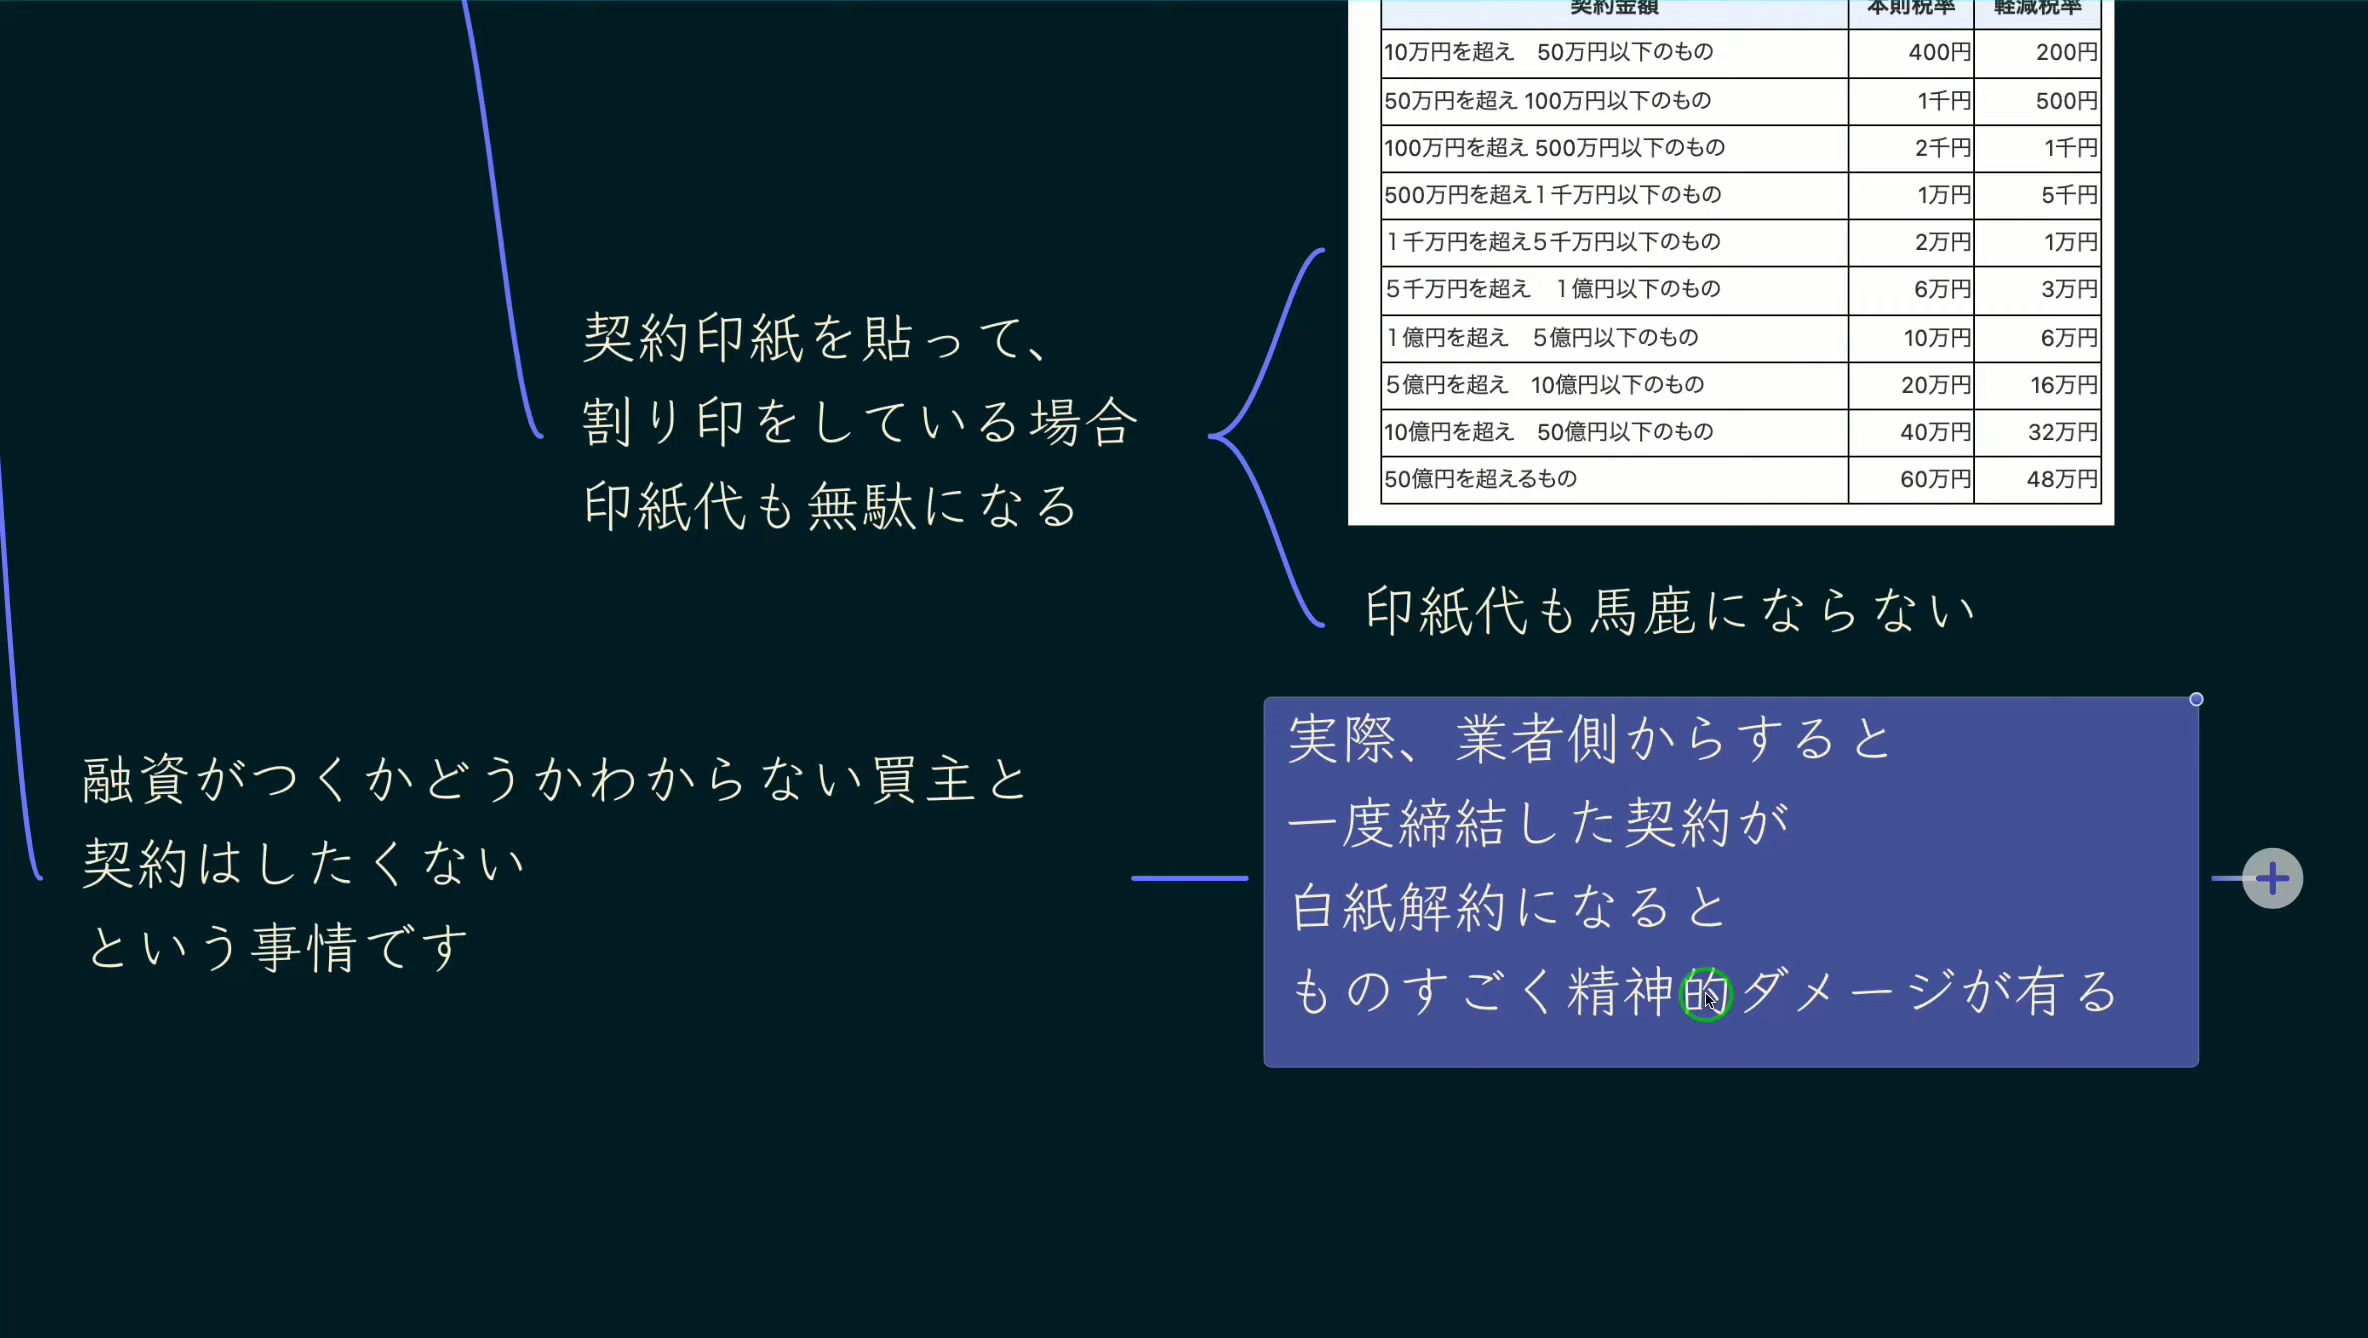 契約金額 本則税率 軽減税率
10万円を超え　50万円以下のもの 400円 200円
50万円を超え 100万円以下のもの 1千円 500円
100万円を超え 500万円以下のもの 2千円 1千円
500万円を超え1千万円以下のもの 1万円 5千円
1千万円を超え5千万円以下のもの 2万円 1万円
5千万円を超え　1億円以下のもの 6万円 3万円
1億円を超え　5億円以下のもの 10万円 6万円
5億円を超え　10億円以下のもの 20万円 16万円
10億円を超え　50億円以下のもの 40万円 32万円
50億円を超えるもの 60万円 48万円
契約印紙を貼って、
割り印をしている場合
印紙代も無駄になる
印紙代も馬鹿にならない
融資がつくかどうかわからない買主と
契約はしたくない
という事情です
実際、業者側からすると
一度締結した契約が
白紙解約になると
ものすごく精神的ダメージが有る